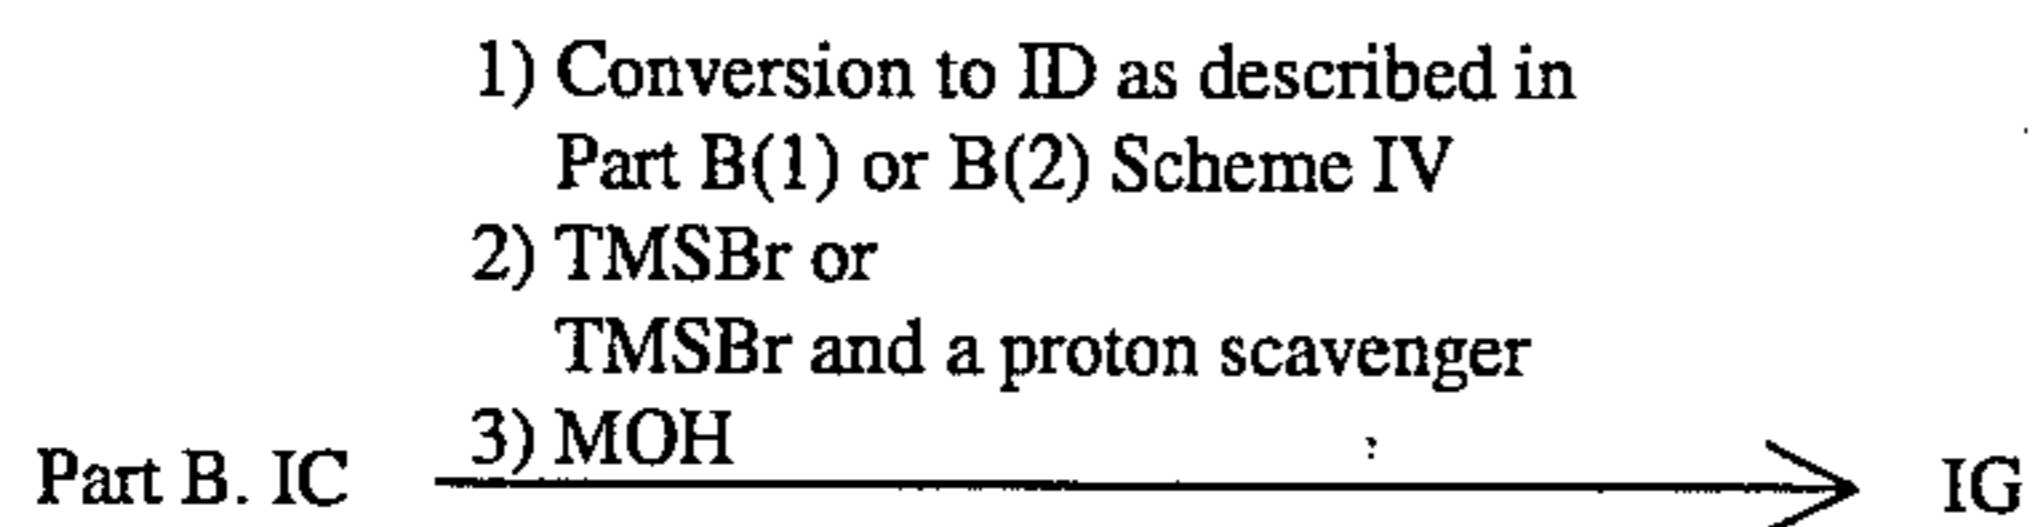 1) Conversion to ID as described in
Part B(1) or B(2) Scheme IV
2) TMSBr or
TMSBr and a proton scavenger
3) MOH
Part B. IC
IG